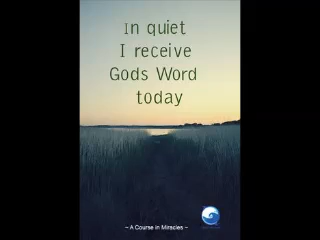 In quiet
I receive
Gods Word
today
~ A Course in Miracles ~